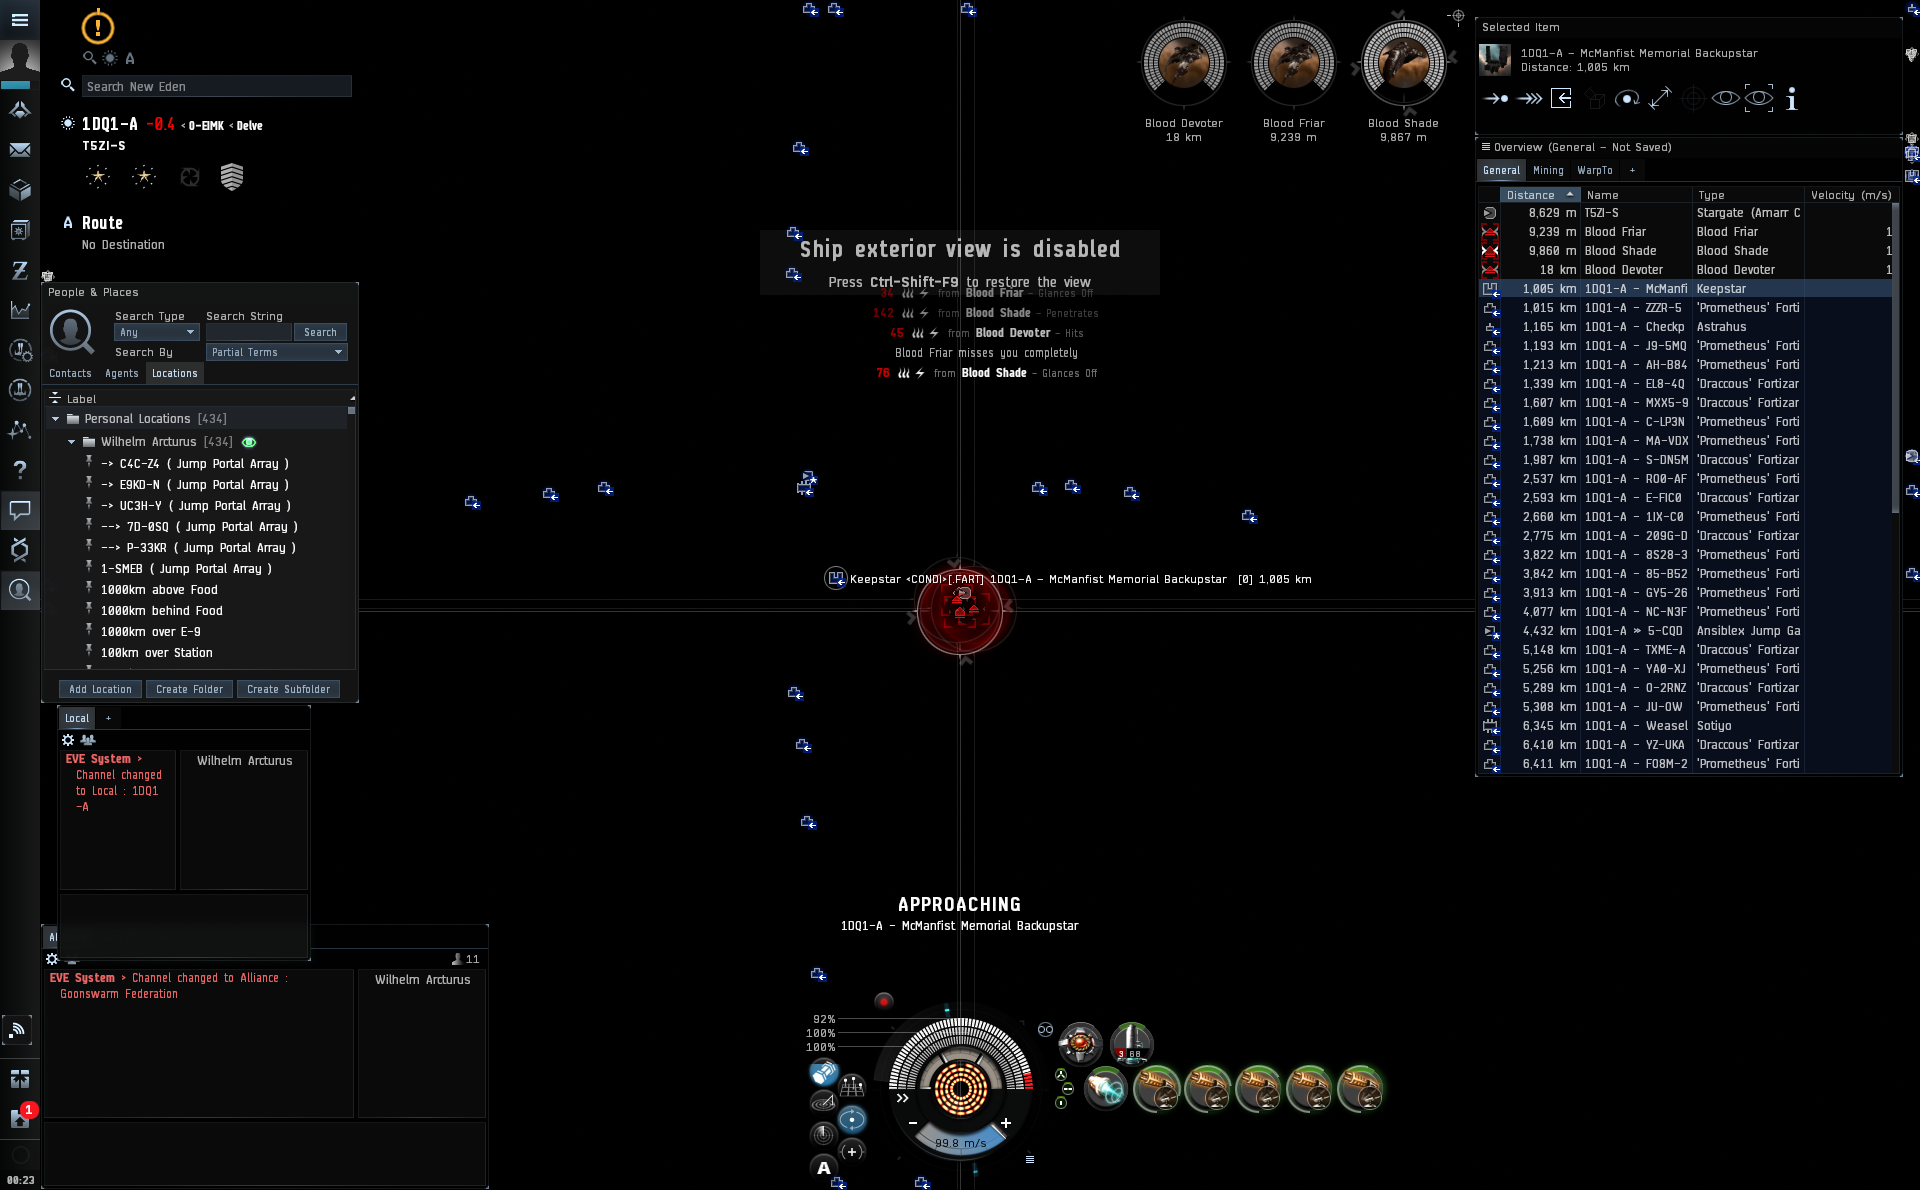 Search New Eden
1DQ1-A -0.4 < O-EIMK < Delve
T5ZI-S
A Route
No Destination
People & Places
Search Type
Search String
Any
Search
Search By
Partial Terms
Contacts
Agents
Locations
Label
Personal Locations [434]
Wilhelm Arcturus [434]
-> C4C-Z4 ( Jump Portal Array )
-> E9KD-N ( Jump Portal Array )
-> UC3H-Y ( Jump Portal Array )
--> 7D-0SQ ( Jump Portal Array )
--> P-33KR ( Jump Portal Array )
1-SMEB ( Jump Portal Array )
1000km above Food
1000km behind Food
1000km over E-9
100km over Station
Add Location
Create Folder
Create Subfolder
Local
+
EVE System >
Channel changed
to Local : 1DQ1
-A
Wilhelm Arcturus
11
EVE System > Channel changed to Alliance :
Goonswarm Federation
Wilhelm Arcturus
1
00:23
Blood Devoter
18 km
Blood Friar
9,239 m
Blood Shade
9,867 m
Ship exterior view is disabled
Press Ctrl-Shift-F9 to restore the view
34 from Blood Friar - Glances Off
142 from Blood Shade - Penetrates
45 from Blood Devoter - Hits
Blood Friar misses you completely
76 from Blood Shade - Glances Off
Keepstar <CONDI>[.FART] 1DQ1-A - McManfist Memorial Backupstar [0] 1,005 km
APPROACHING
1DQ1-A - McManfist Memorial Backupstar
92%
100%
100%
99.8 m/s
A
3 68
Selected Item
1DQ1-A - McManfist Memorial Backupstar
Distance: 1,005 km
Overview (General - Not Saved)
General
Mining
WarpTo
+
Distance Name Type Velocity (m/s)
8,629 m T5ZI-S Stargate (Amarr C
9,239 m Blood Friar Blood Friar 1
9,860 m Blood Shade Blood Shade 1
18 km Blood Devoter Blood Devoter 1
1,005 km 1DQ1-A - McManfi Keepstar
1,015 km 1DQ1-A - ZZZR-5 'Prometheus' Forti
1,165 km 1DQ1-A - Checkp Astrahus
1,193 km 1DQ1-A - J9-5MQ 'Prometheus' Forti
1,213 km 1DQ1-A - AH-B84 'Prometheus' Forti
1,339 km 1DQ1-A - EL8-4Q 'Draccous' Fortizar
1,607 km 1DQ1-A - MXX5-9 'Draccous' Fortizar
1,609 km 1DQ1-A - C-LP3N 'Prometheus' Forti
1,738 km 1DQ1-A - MA-VDX 'Prometheus' Forti
1,987 km 1DQ1-A - S-DN5M 'Draccous' Fortizar
2,537 km 1DQ1-A - RO0-AF 'Prometheus' Forti
2,593 km 1DQ1-A - E-FIC0 'Draccous' Fortizar
2,660 km 1DQ1-A - 1IX-C0 'Prometheus' Forti
2,775 km 1DQ1-A - 209G-D 'Draccous' Fortizar
3,822 km 1DQ1-A - 8S28-3 'Prometheus' Forti
3,842 km 1DQ1-A - 85-B52 'Prometheus' Forti
3,913 km 1DQ1-A - GY5-26 'Prometheus' Forti
4,077 km 1DQ1-A - NC-N3F 'Prometheus' Forti
4,432 km 1DQ1-A » 5-CQD Ansiblex Jump Ga
5,148 km 1DQ1-A - TXME-A 'Draccous' Fortizar
5,256 km 1DQ1-A - YA0-XJ 'Prometheus' Forti
5,289 km 1DQ1-A - O-2RNZ 'Draccous' Fortizar
5,308 km 1DQ1-A - JU-OW 'Prometheus' Forti
6,345 km 1DQ1-A - Weasel Sotiyo
6,410 km 1DQ1-A - YZ-UKA 'Draccous' Fortizar
6,411 km 1DQ1-A - FO8M-2 'Prometheus' Forti